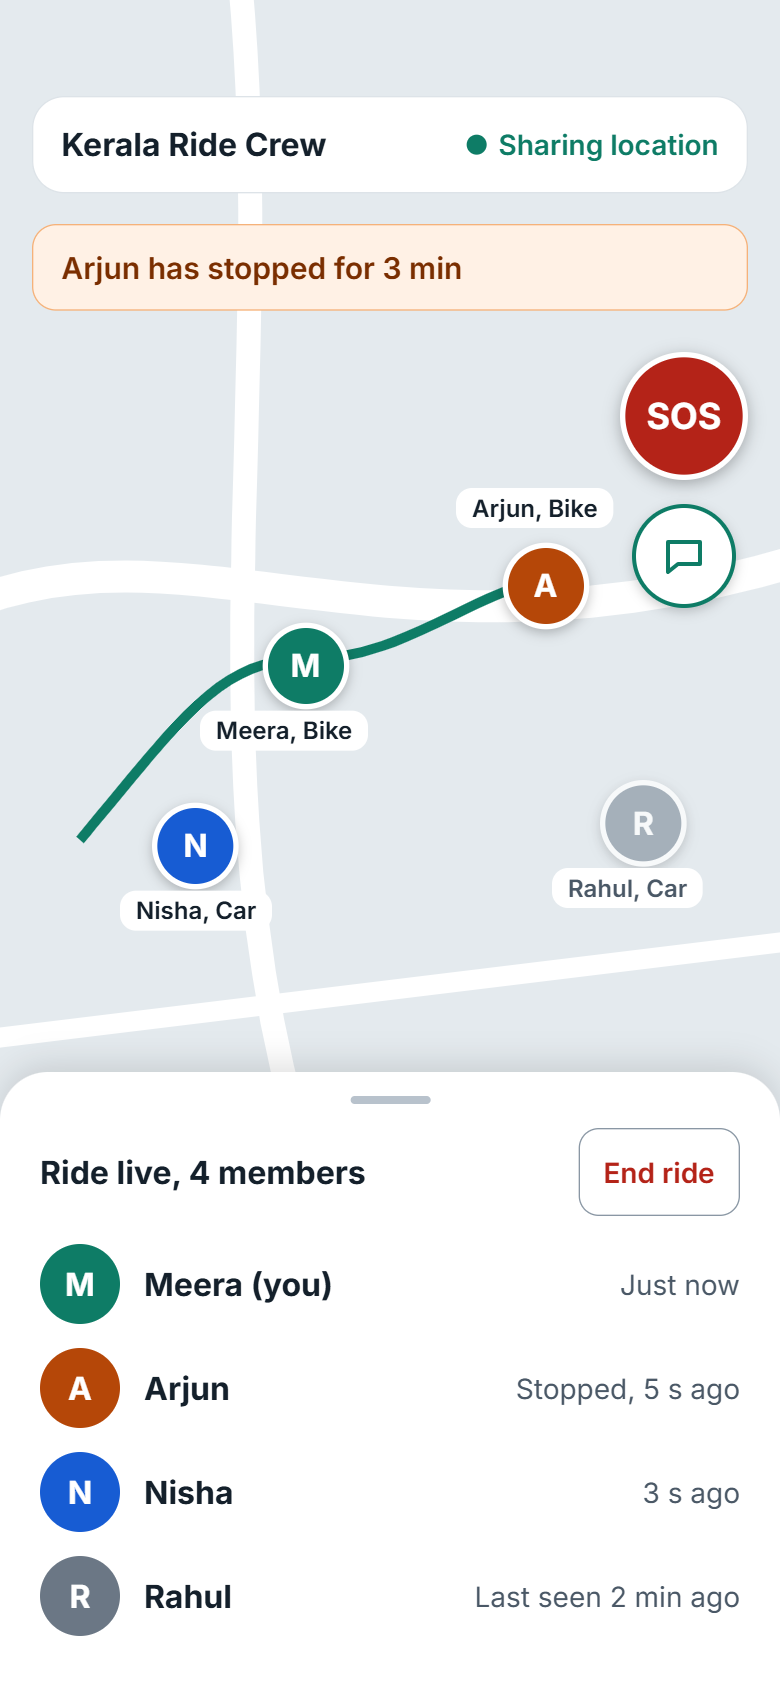 Kerala Ride Crew
Sharing location
Arjun has stopped for 3 min
SOS
Arjun, Bike
A
M
Meera, Bike
N
Nisha, Car
R
Rahul, Car
Ride live, 4 members
End ride
M
Meera (you)
Just now
A
Arjun
Stopped, 5 s ago
N
Nisha
3 s ago
R
Rahul
Last seen 2 min ago